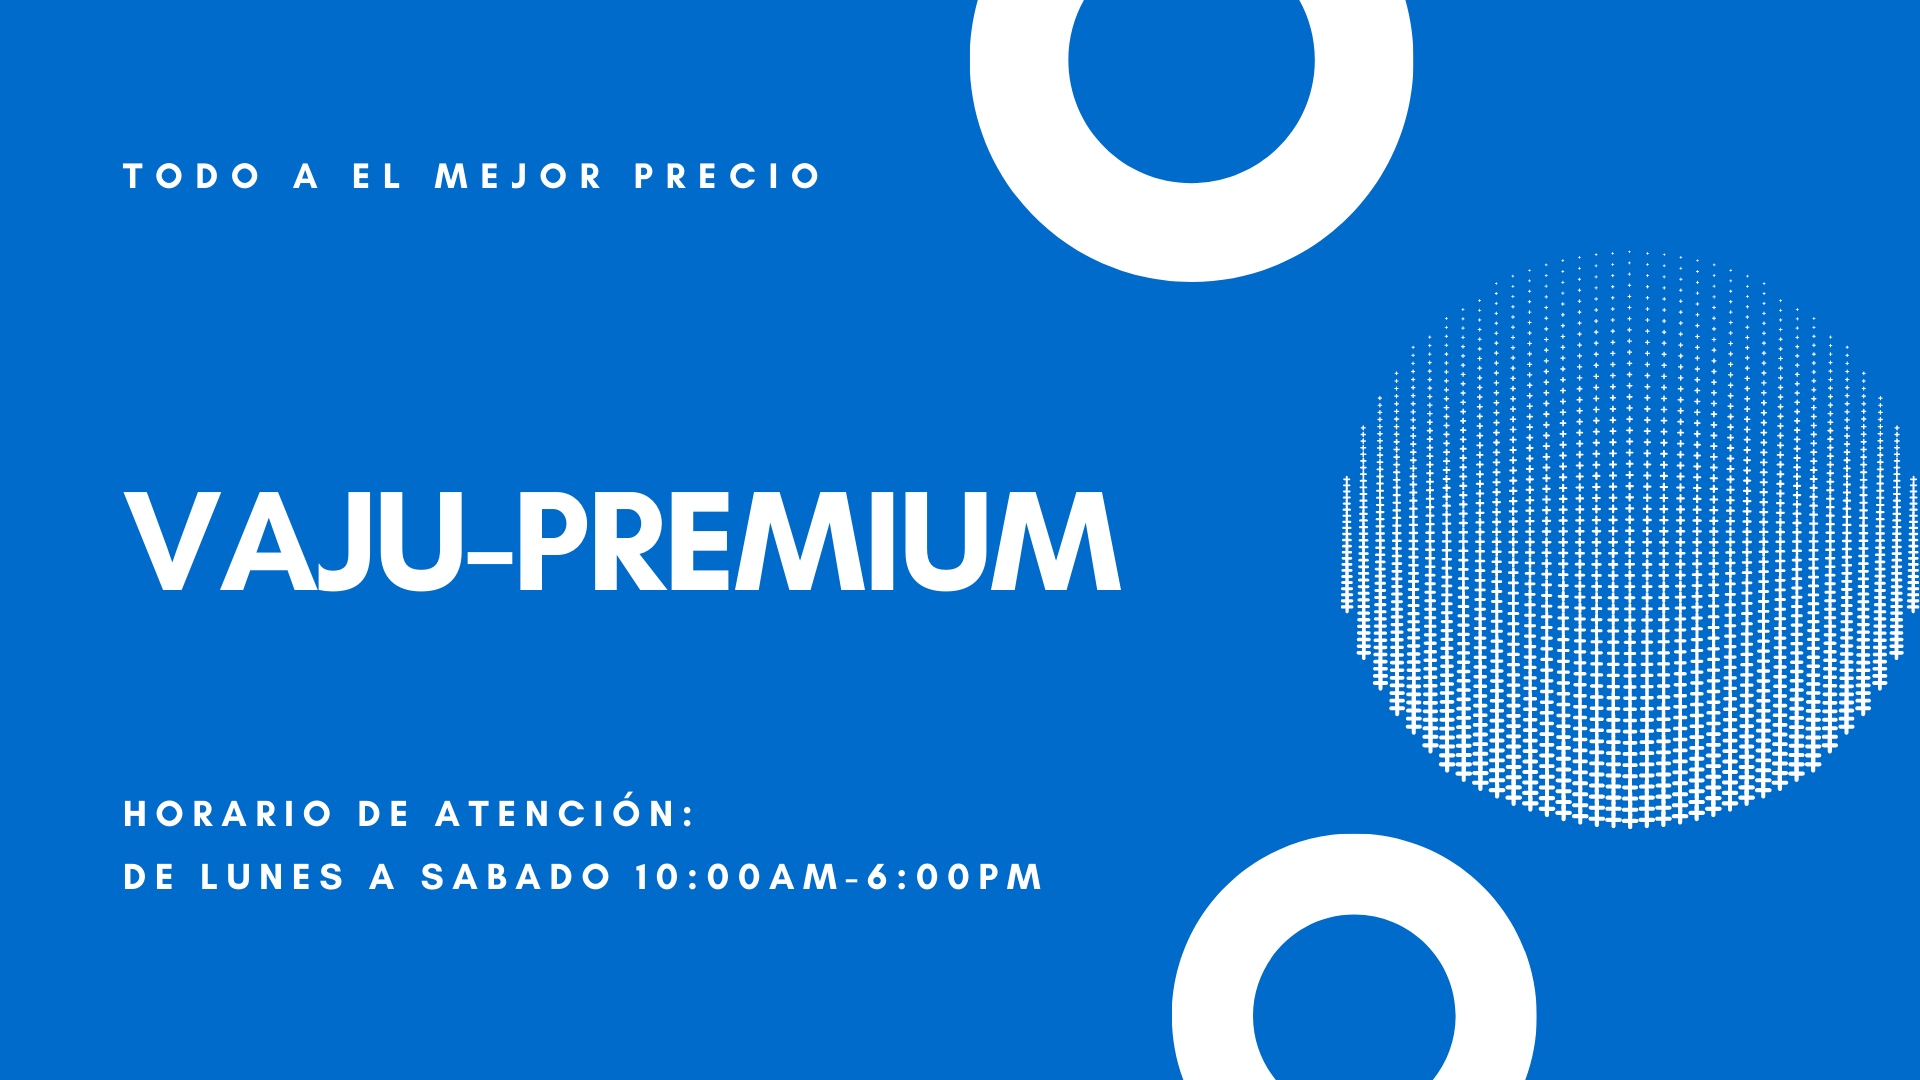 TODO A EL MEJOR PRECIO
VAJU-PREMIUM
HORARIO DE ATENCIÓN:
DE LUNES A SABADO 10:00AM-6:00PM